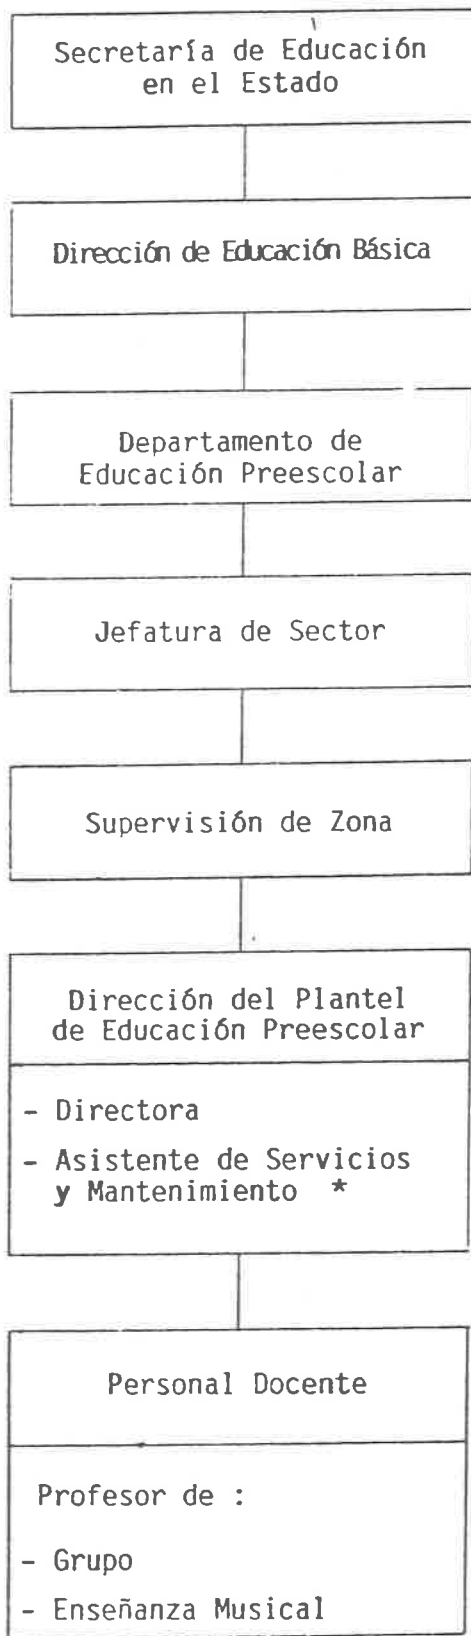 Secretaría de Educación
en el Estado
Dirección de Educación Básica
Departamento de
Educación Preescolar
Jefatura de Sector
Supervisión de Zona
Dirección del Plantel
de Educación Preescolar
- Directora
- Asistente de Servicios
y Mantenimiento *
Personal Docente
Profesor de :
- Grupo
- Enseñanza Musical